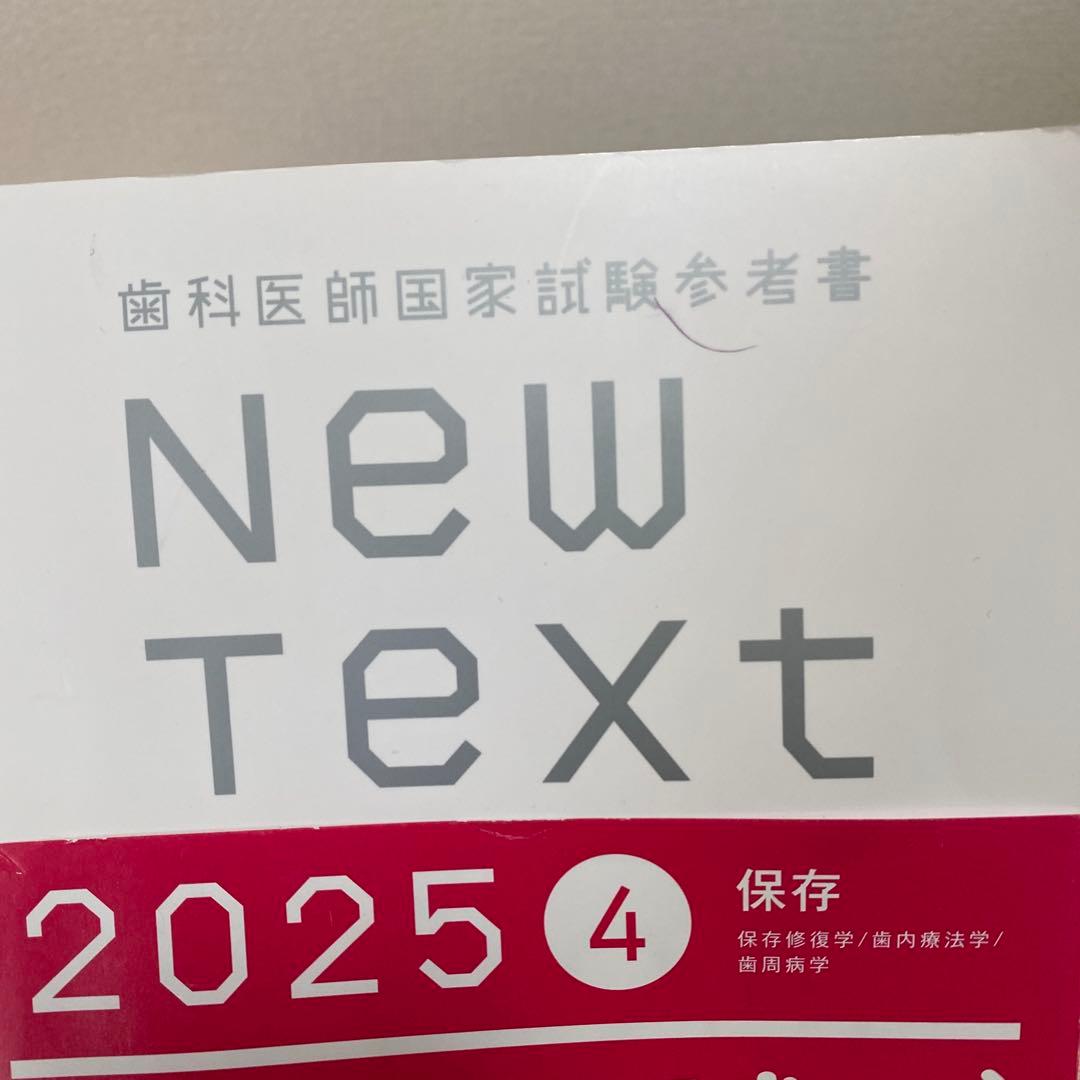 歯科医師国家試験参考書
New
Text
2025 4 保存
保存修復学/歯内療法学/
歯周病学